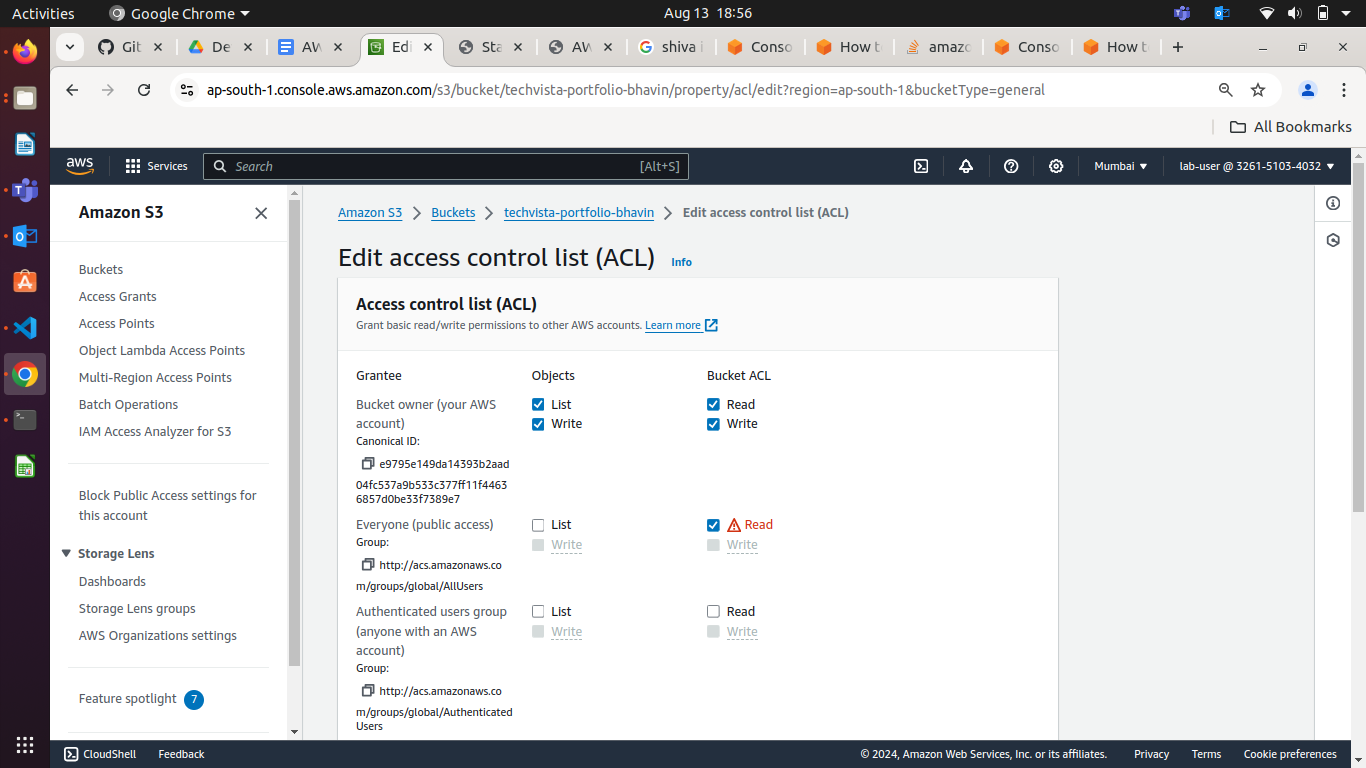 Activities
Google Chrome
Aug 13 18:56
Git
De
AW
Edi
Sta
AW
shiva i
Conso
How t
amazo
Conso
How t
ap-south-1.console.aws.amazon.com/s3/bucket/techvista-portfolio-bhavin/property/acl/edit?region=ap-south-1&bucketType=general
All Bookmarks
aws
Services
Search
[Alt+S]
Mumbai
lab-user @ 3261-5103-4032
Amazon S3
Buckets
Access Grants
Access Points
Object Lambda Access Points
Multi-Region Access Points
Batch Operations
IAM Access Analyzer for S3
Block Public Access settings for
this account
Storage Lens
Dashboards
Storage Lens groups
AWS Organizations settings
Feature spotlight 7
Amazon S3 > Buckets > techvista-portfolio-bhavin > Edit access control list (ACL)
Edit access control list (ACL) Info
Access control list (ACL)
Grant basic read/write permissions to other AWS accounts. Learn more
Grantee Objects Bucket ACL
Bucket owner (your AWS List Read
account) Write Write
Canonical ID:
e9795e149da14393b2aad
04fc537a9b533c377ff11f4463
6857d0be33f7389e7
Everyone (public access) List Read
Group: Write Write
http://acs.amazonaws.co
m/groups/global/AllUsers
Authenticated users group List Read
(anyone with an AWS Write Write
account)
Group:
http://acs.amazonaws.co
m/groups/global/Authenticated
Users
CloudShell
Feedback
© 2024, Amazon Web Services, Inc. or its affiliates.
Privacy
Terms
Cookie preferences